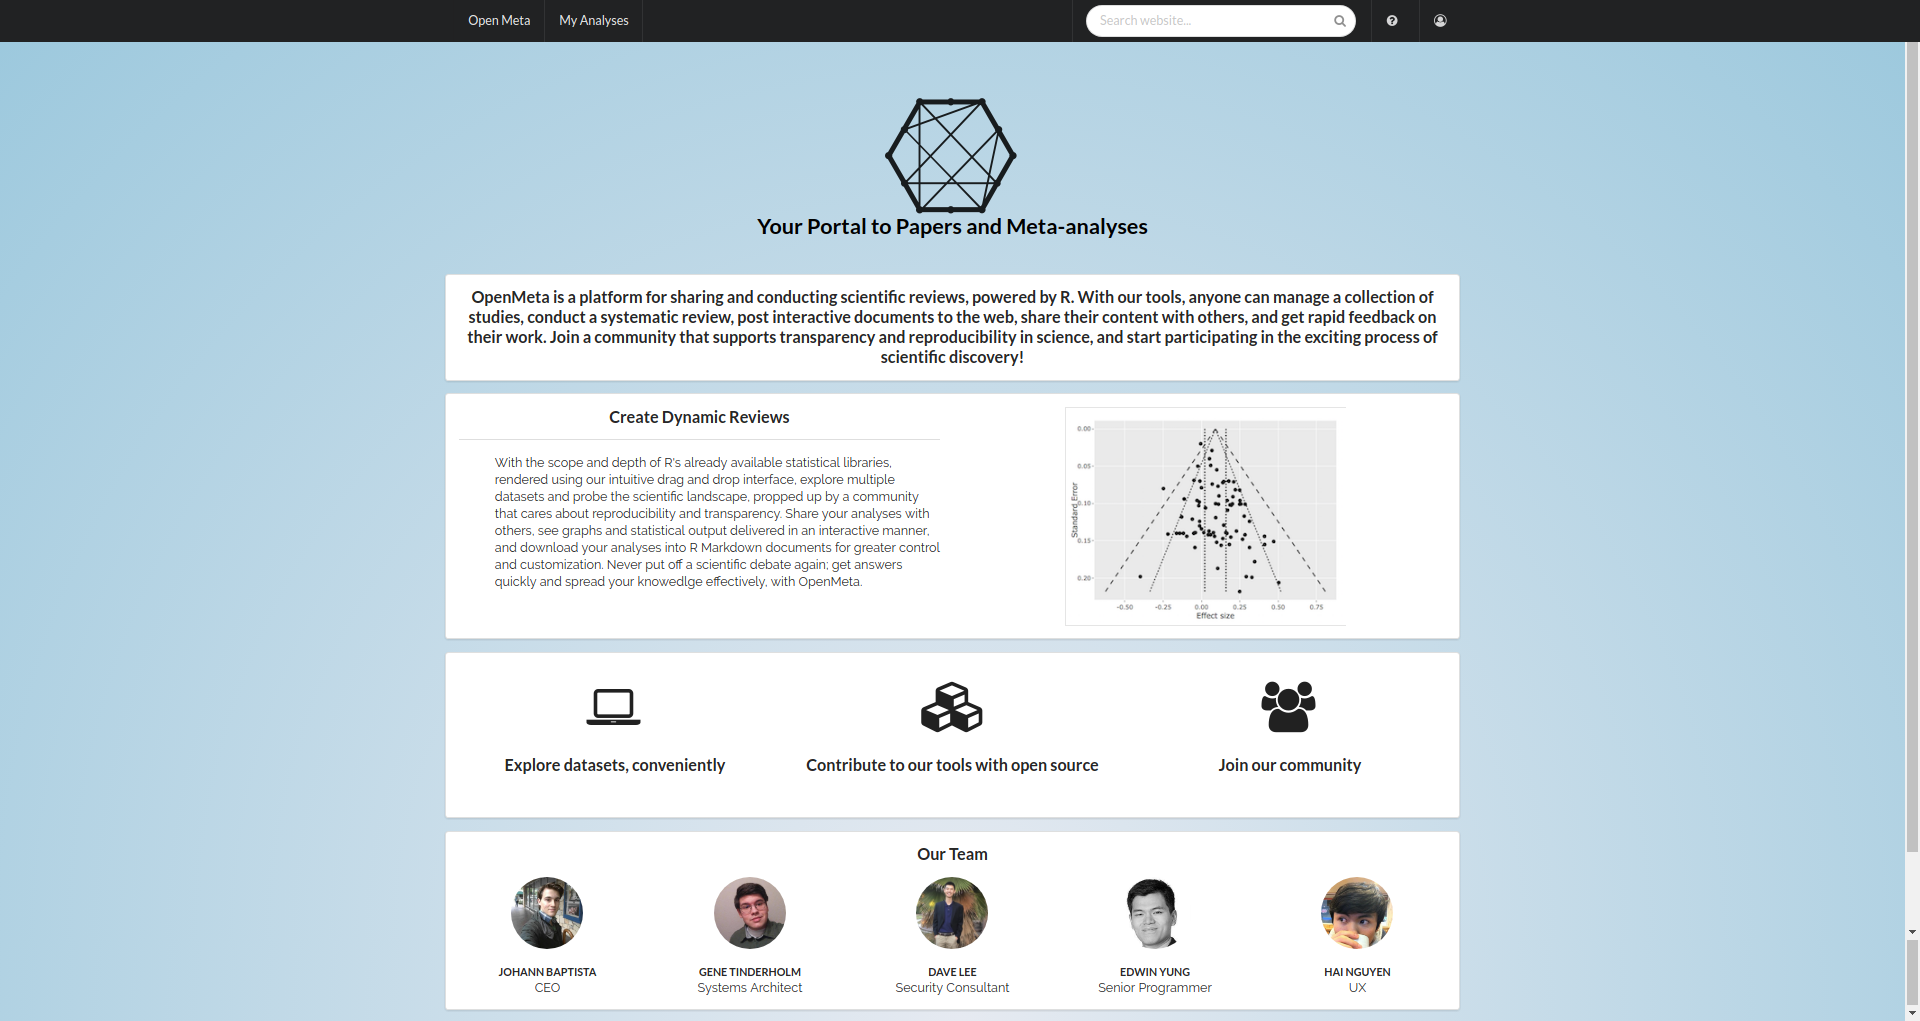 Open Meta
My Analyses
Search website...
Your Portal to Papers and Meta-analyses
OpenMeta is a platform for sharing and conducting scientific reviews, powered by R. With our tools, anyone can manage a collection of
studies, conduct a systematic review, post interactive documents to the web, share their content with others, and get rapid feedback on
their work. Join a community that supports transparency and reproducibility in science, and start participating in the exciting process of
scientific discovery!
Create Dynamic Reviews
With the scope and depth of R's already available statistical libraries,
rendered using our intuitive drag and drop interface, explore multiple
datasets and probe the scientific landscape, propped up by a community
that cares about reproducibility and transparency. Share your analyses with
others, see graphs and statistical output delivered in an interactive manner,
and download your analyses into R Markdown documents for greater control
and customization. Never put off a scientific debate again; get answers
quickly and spread your knowedlge effectively, with OpenMeta.
Standard Error
0.00
0.05
0.10
0.15
0.20
-0.50
-0.25
0.00
0.25
0.50
0.75
Effect size
Explore datasets, conveniently
Contribute to our tools with open source
Join our community
Our Team
JOHANN BAPTISTA
CEO
GENE TINDERHOLM
Systems Architect
DAVE LEE
Security Consultant
EDWIN YUNG
Senior Programmer
HAI NGUYEN
UX